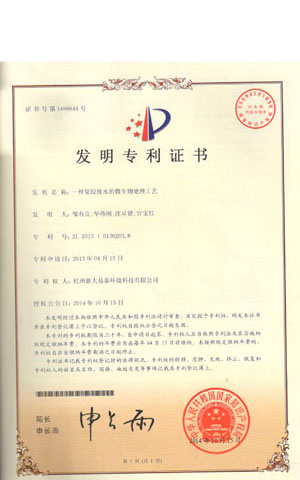 证书号第1498644号
发明专利证书
发明名称：一种浆胶废水的微生物处理工艺
发明人：邹有良;华伟刚;沈京贤;官宝红
专利号：ZL 2013 1 0130203.8
专利申请日：2013年04月15日
专利权人：杭州浙大易泰环境科技有限公司
授权公告日：2014年10月15日
本发明经过本局依照中华人民共和国专利法进行审查，决定授予专利权，颁发本证书
并在专利登记簿上予以登记。专利权自授权公告之日起生效。
本专利的专利权期限为二十年，自申请日起算。专利权人应当依照专利法及其实施细
则规定缴纳年费。本专利的年费应当在每年04月15日前缴纳。未按照规定缴纳年费的，
专利权自应当缴纳年费期满之日起终止。
专利证书记载专利权登记时的法律状况。专利权的转移、质押、无效、终止、恢复和
专利权人的姓名或名称、国籍、地址变更等事项记载在专利登记簿上。
局长
申长雨
申长雨
中华人民共和国国家知识产权局
2014年10月15日
第1页(共1页)